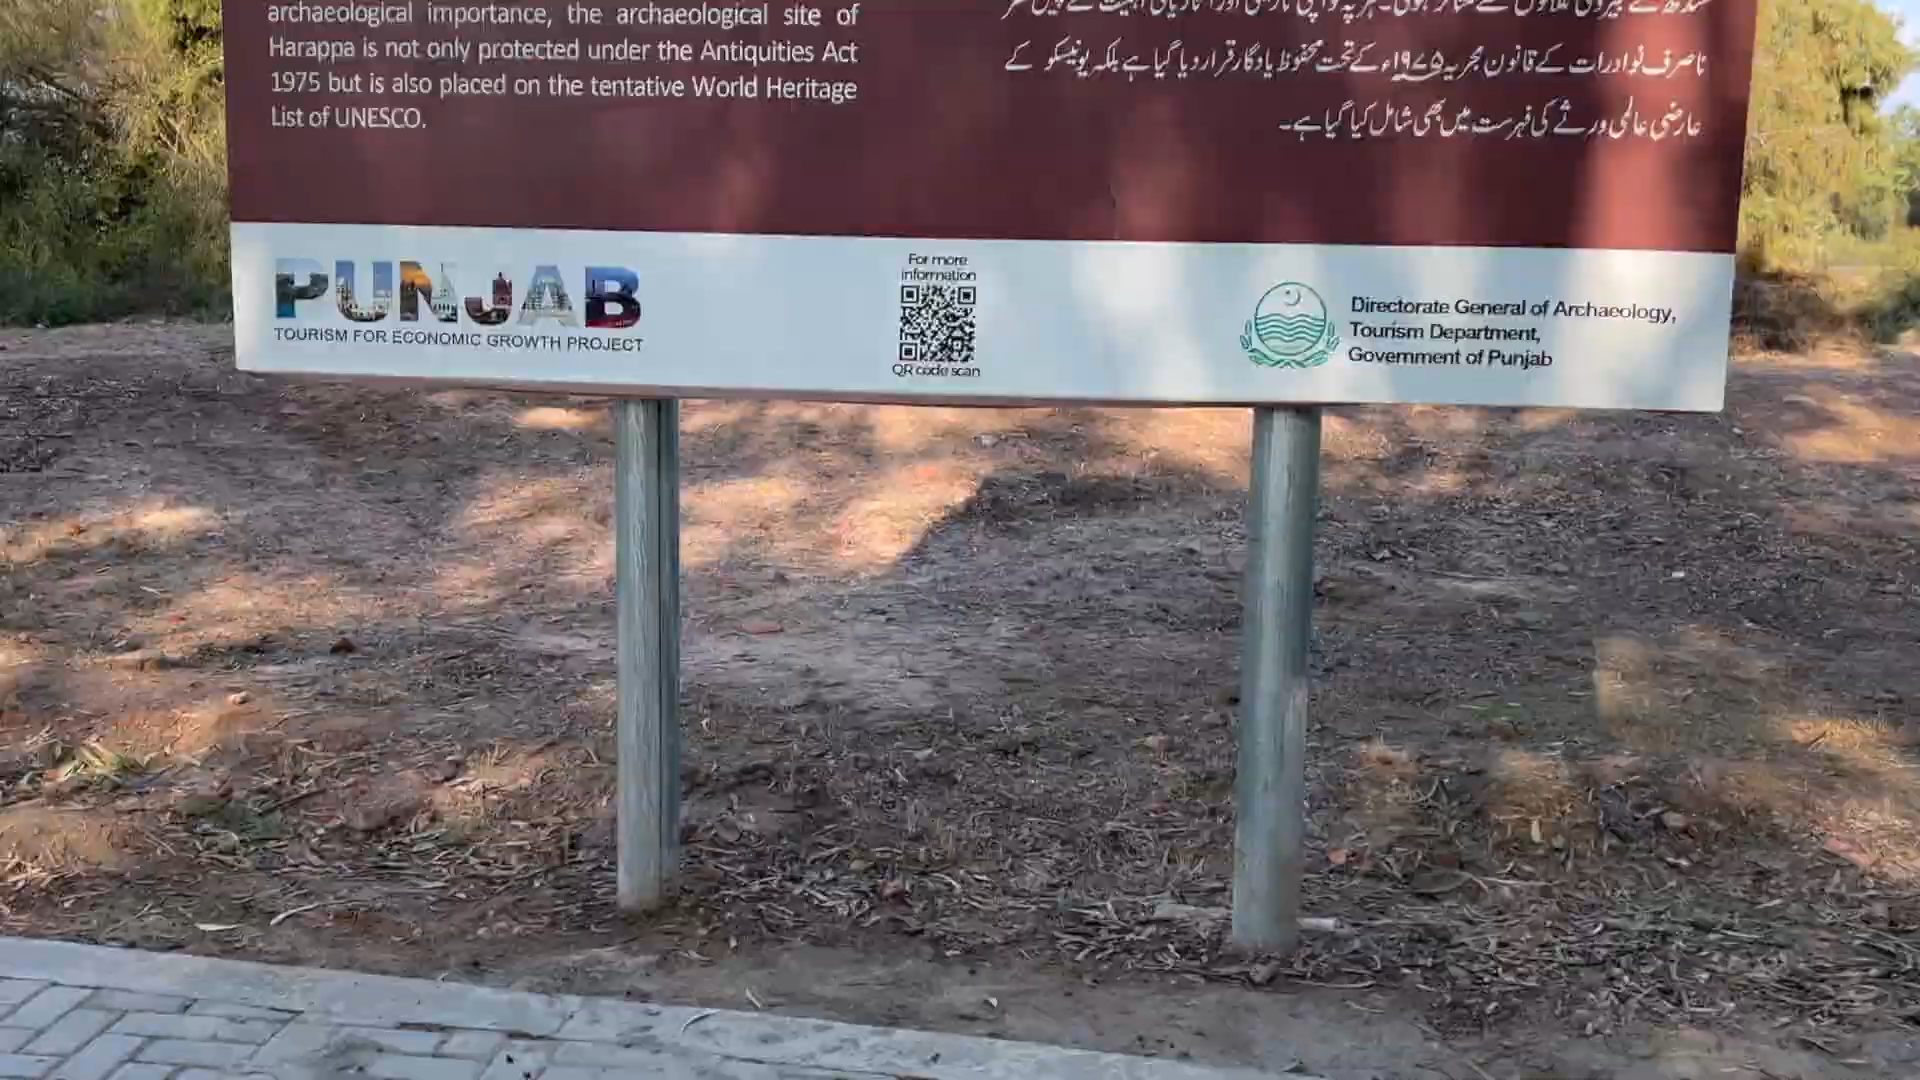 archaeological importance, the archaeological site of
Harappa is not only protected under the Antiquities Act
1975 but is also placed on the tentative World Heritage
List of UNESCO.
ناصرف نوادرات کے قانون مجریہ ۱۹۷۵ء کے تحت محفوظ یادگار قرار دیا گیا ہے بلکہ یونیسکو کے
عارضی عالمی ورثے کی فہرست میں بھی شامل کیا گیا ہے۔
PUNJAB
TOURISM FOR ECONOMIC GROWTH PROJECT
For more
information
QR code scan
Directorate General of Archaeology,
Tourism Department,
Government of Punjab